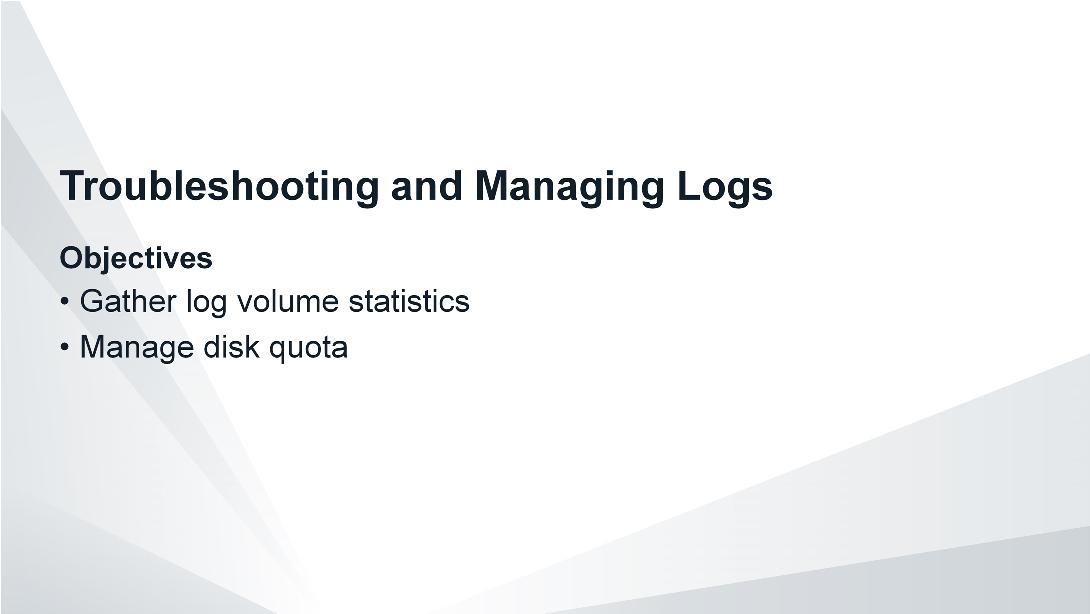 Troubleshooting and Managing Logs
Objectives
• Gather log volume statistics
• Manage disk quota